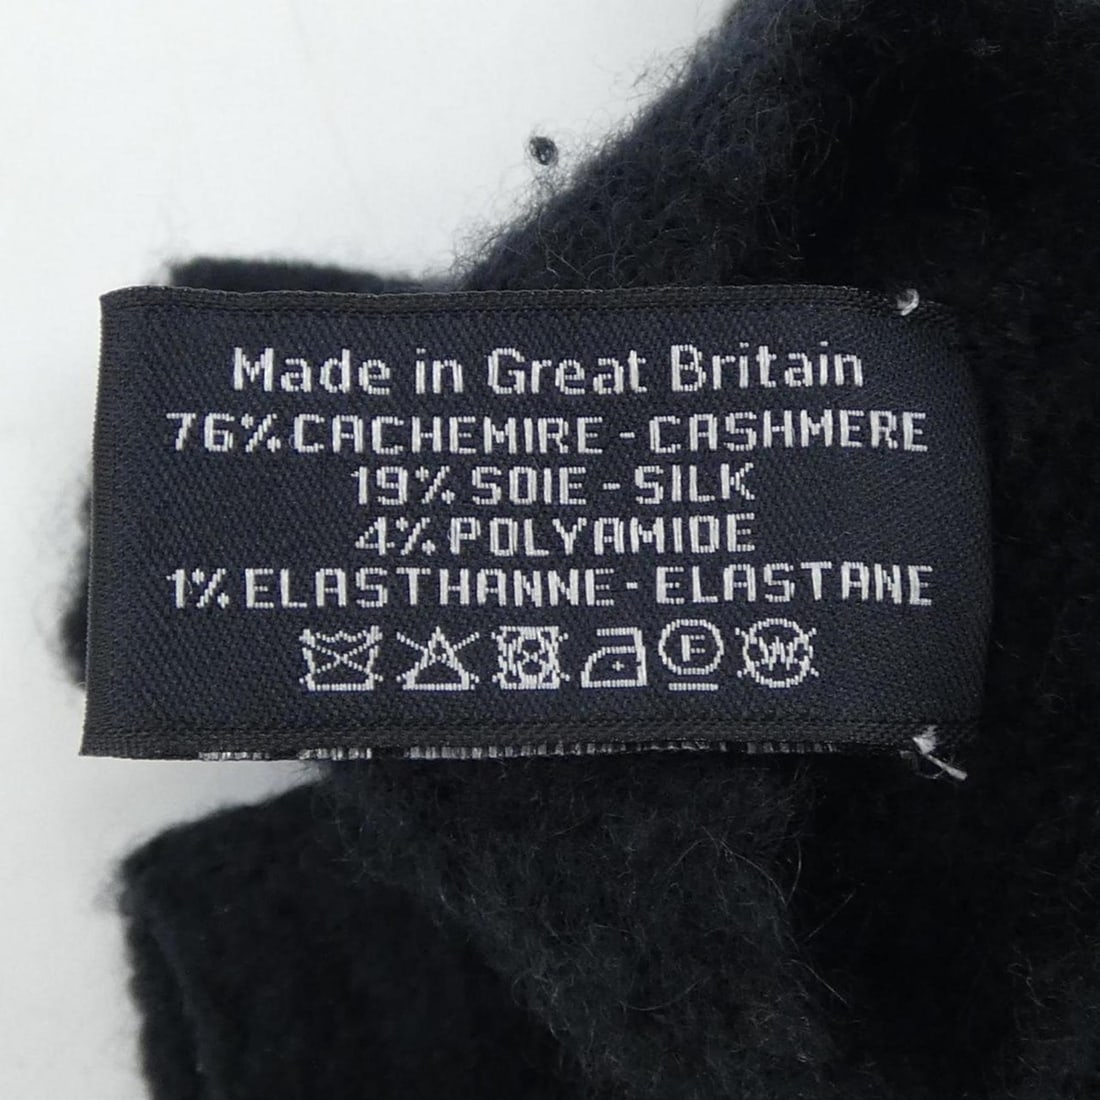 Made in Great Britain
76% CACHEMIRE - CASHMERE
19% SOIE - SILK
4% POLYAMIDE
1% ELASTHANNE - ELASTANE
F W